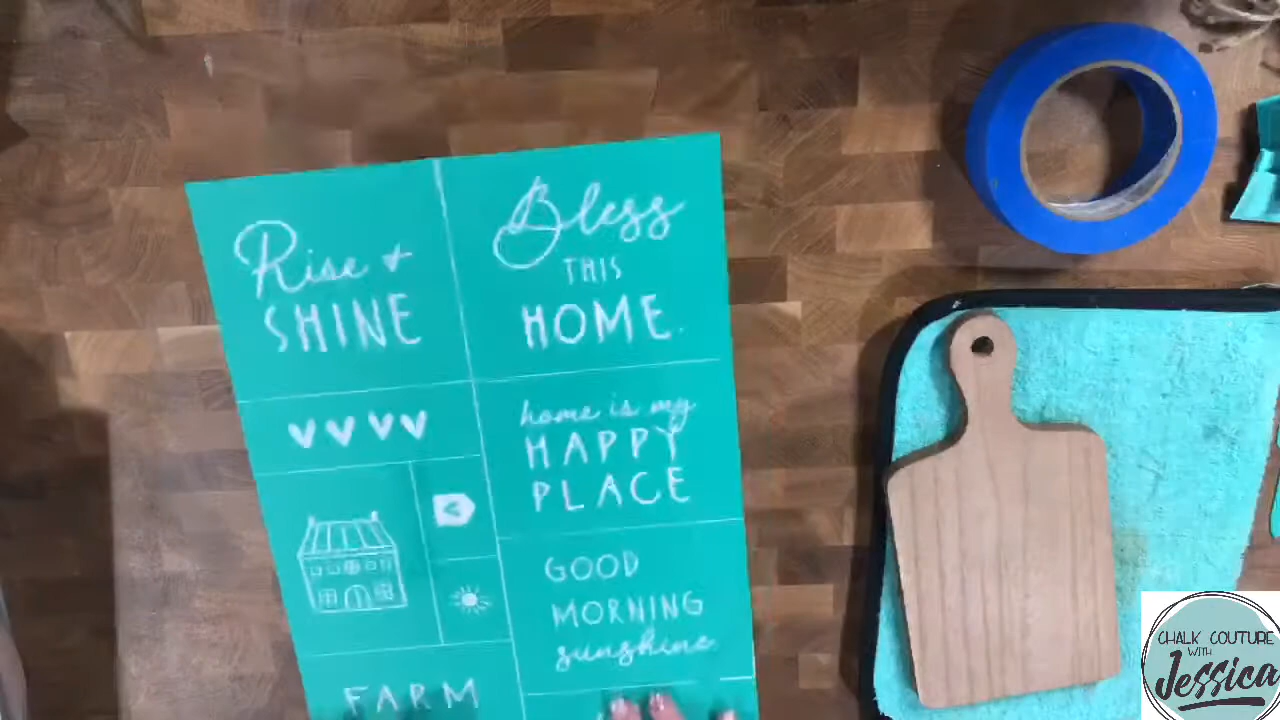 Rise +
SHINE
Bless
THIS
HOME.
home is my
HAPPY
PLACE
GOOD
MORNING
sunshine
FARM
CHALK COUTURE
WITH
Jessica